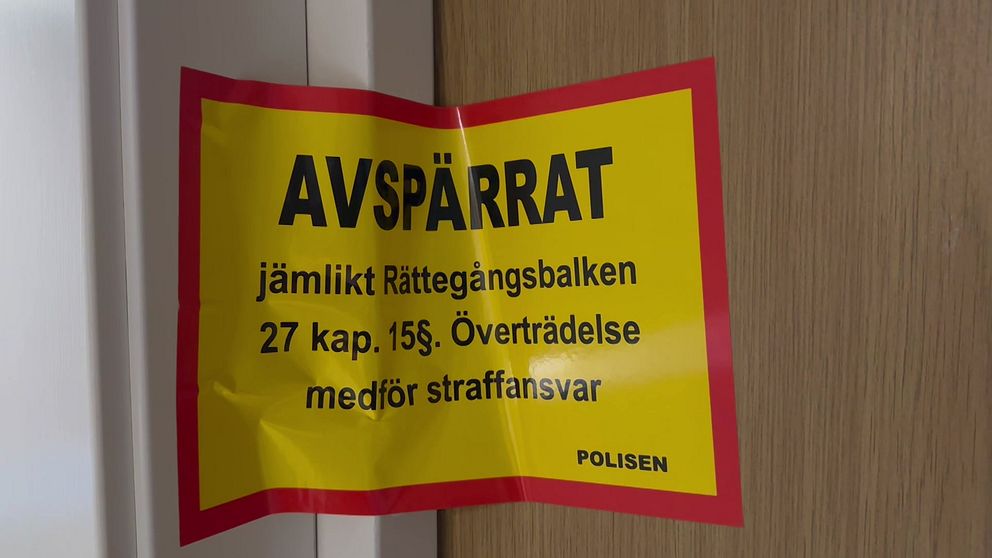 AVSPÄRRAT
jämlikt Rättegångsbalken
27 kap. 15§. Överträdelse
medför straffansvar
POLISEN